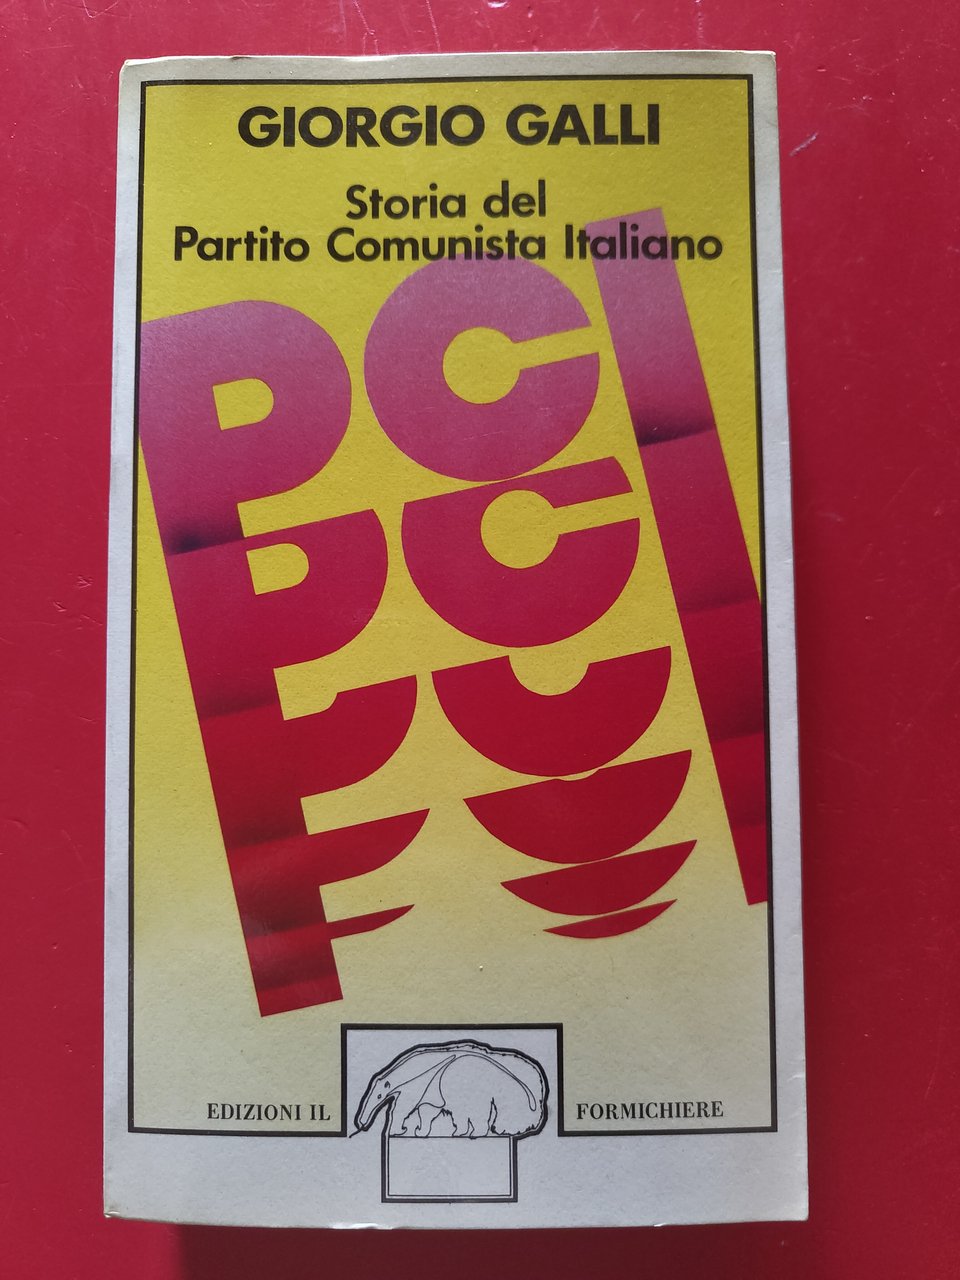 GIORGIO GALLI
Storia del
Partito Comunista Italiano
PCI
EDIZIONI IL FORMICHIERE